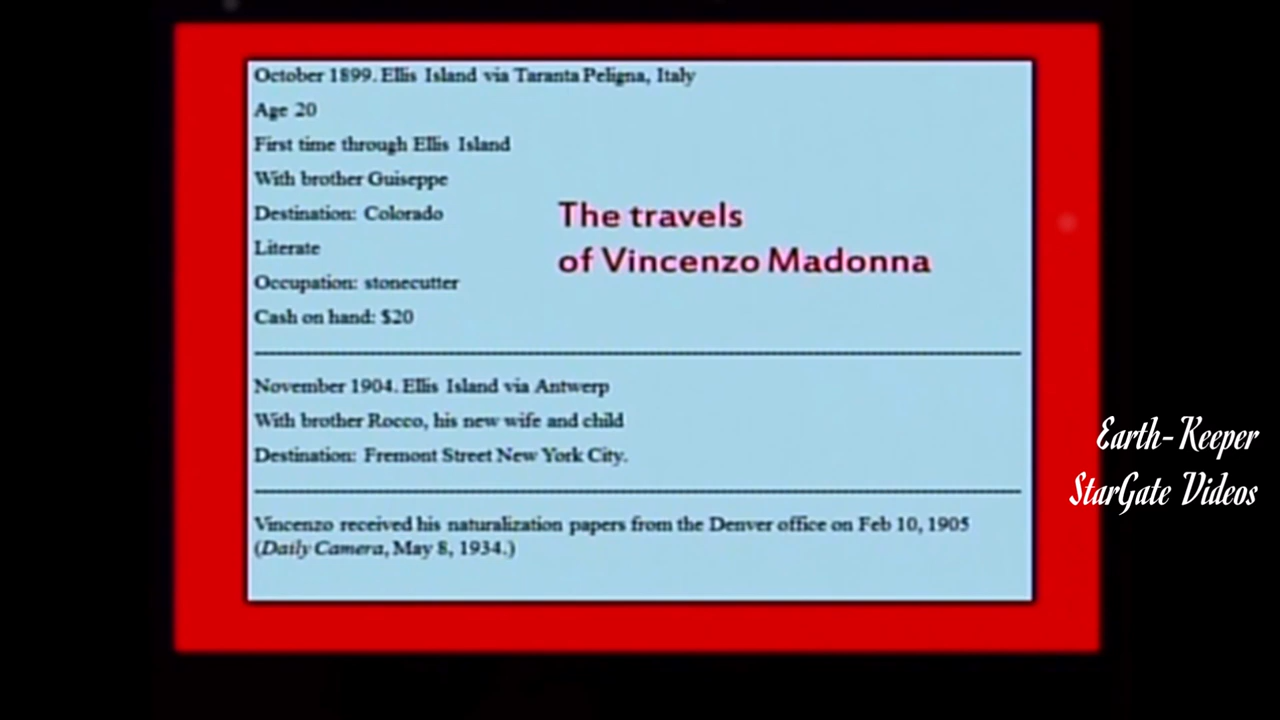 October 1899. Ellis Island via Taranta Peligna, Italy
Age 20
First time through Ellis Island
With brother Guiseppe
Destination: Colorado
Literate
Occupation: stonecutter
Cash on hand: $20
The travels
of Vincenzo Madonna
November 1904. Ellis Island via Antwerp
With brother Rocco, his new wife and child
Destination: Fremont Street New York City.
Vincenzo received his naturalization papers from the Denver office on Feb 10, 1905
(Daily Camera, May 8, 1934.)
Earth-Keeper
StarGate Videos